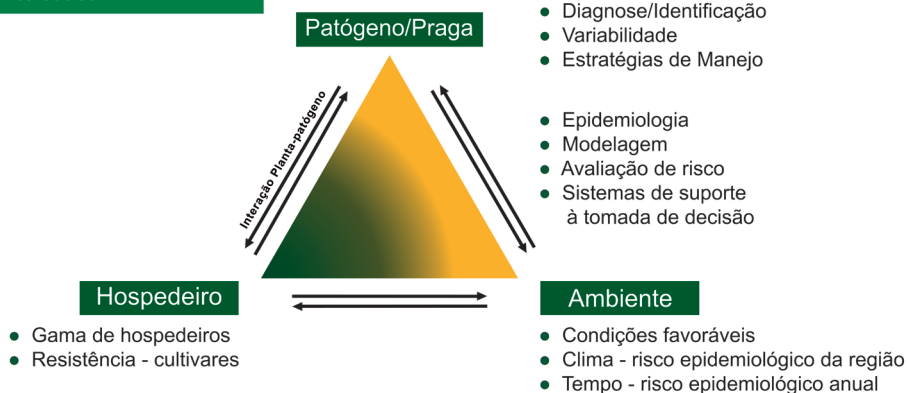 Patógeno/Praga
● Diagnose/Identificação
● Variabilidade
● Estratégias de Manejo
Interação Planta-patógeno
● Epidemiologia
● Modelagem
● Avaliação de risco
● Sistemas de suporte
à tomada de decisão
Hospedeiro
● Gama de hospedeiros
● Resistência - cultivares
Ambiente
● Condições favoráveis
● Clima - risco epidemiológico da região
● Tempo - risco epidemiológico anual